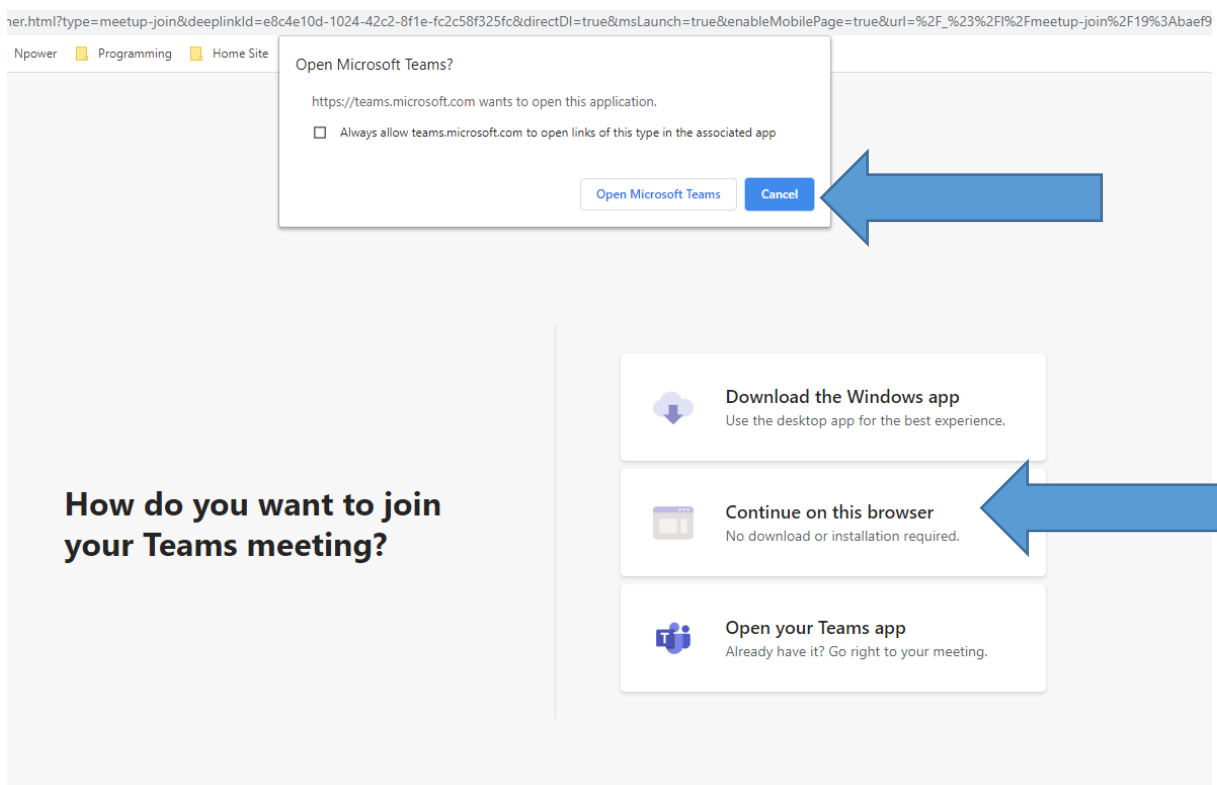 her.html?type=meetup-join&deeplinkId=e8c4e10d-1024-42c2-8f1e-fc2c58f325fc&directDl=true&msLaunch=true&enableMobilePage=true&url=%2F_%23%2Fl%2Fmeetup-join%2F19%3Abaef9
Npower Programming Home Site
Open Microsoft Teams?
https://teams.microsoft.com wants to open this application.
Always allow teams.microsoft.com to open links of this type in the associated app
Open Microsoft Teams Cancel
How do you want to join
your Teams meeting?
Download the Windows app
Use the desktop app for the best experience.
Continue on this browser
No download or installation required.
Open your Teams app
Already have it? Go right to your meeting.